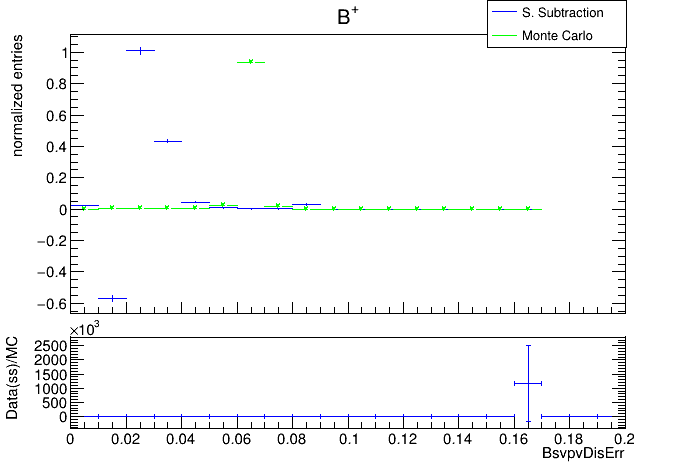 B+
S. Subtraction
Monte Carlo
normalized entries
1
0.8
0.6
0.4
0.2
0
−0.2
−0.4
−0.6
×10³
Data(ss)/MC
2500
2000
1500
1000
500
0
0 0.02 0.04 0.06 0.08 0.1 0.12 0.14 0.16 0.18 0.2
BsvpvDisErr